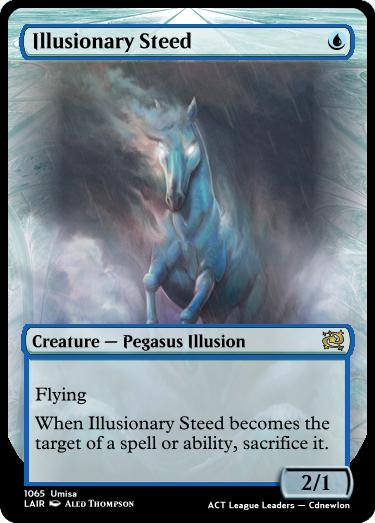 Illusionary Steed
Creature — Pegasus Illusion
Flying
When Illusionary Steed becomes the
target of a spell or ability, sacrifice it.
2/1
1065 Umisa
LAIR Aled Thompson
ACT League Leaders — Cdnewlon